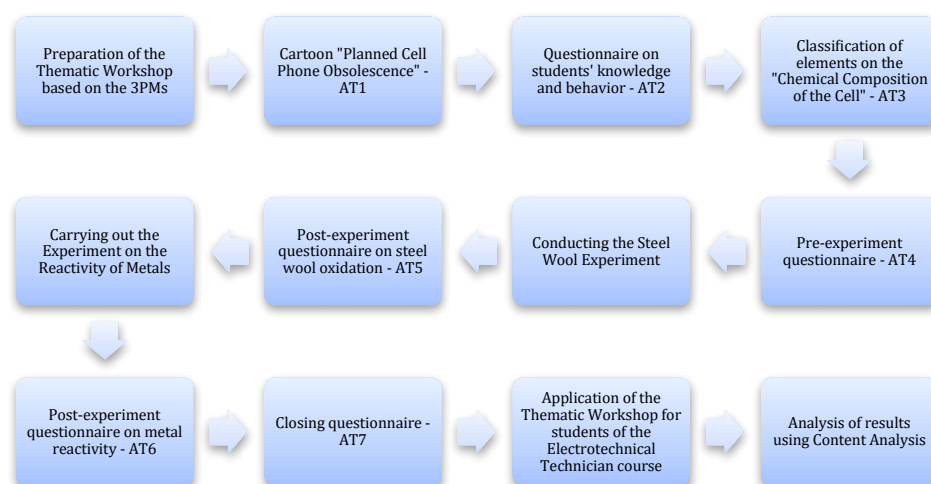 Preparation of the
Thematic Workshop
based on the 3PMs
Cartoon "Planned Cell
Phone Obsolescence" -
AT1
Questionnaire on
students' knowledge
and behavior - AT2
Classification of
elements on the
"Chemical Composition
of the Cell" - AT3
Carrying out the
Experiment on the
Reactivity of Metals
Post-experiment
questionnaire on steel
wool oxidation - AT5
Conducting the Steel
Wool Experiment
Pre-experiment
questionnaire - AT4
Post-experiment
questionnaire on metal
reactivity - AT6
Closing questionnaire -
AT7
Application of the
Thematic Workshop for
students of the
Electrotechnical
Technician course
Analysis of results
using Content Analysis